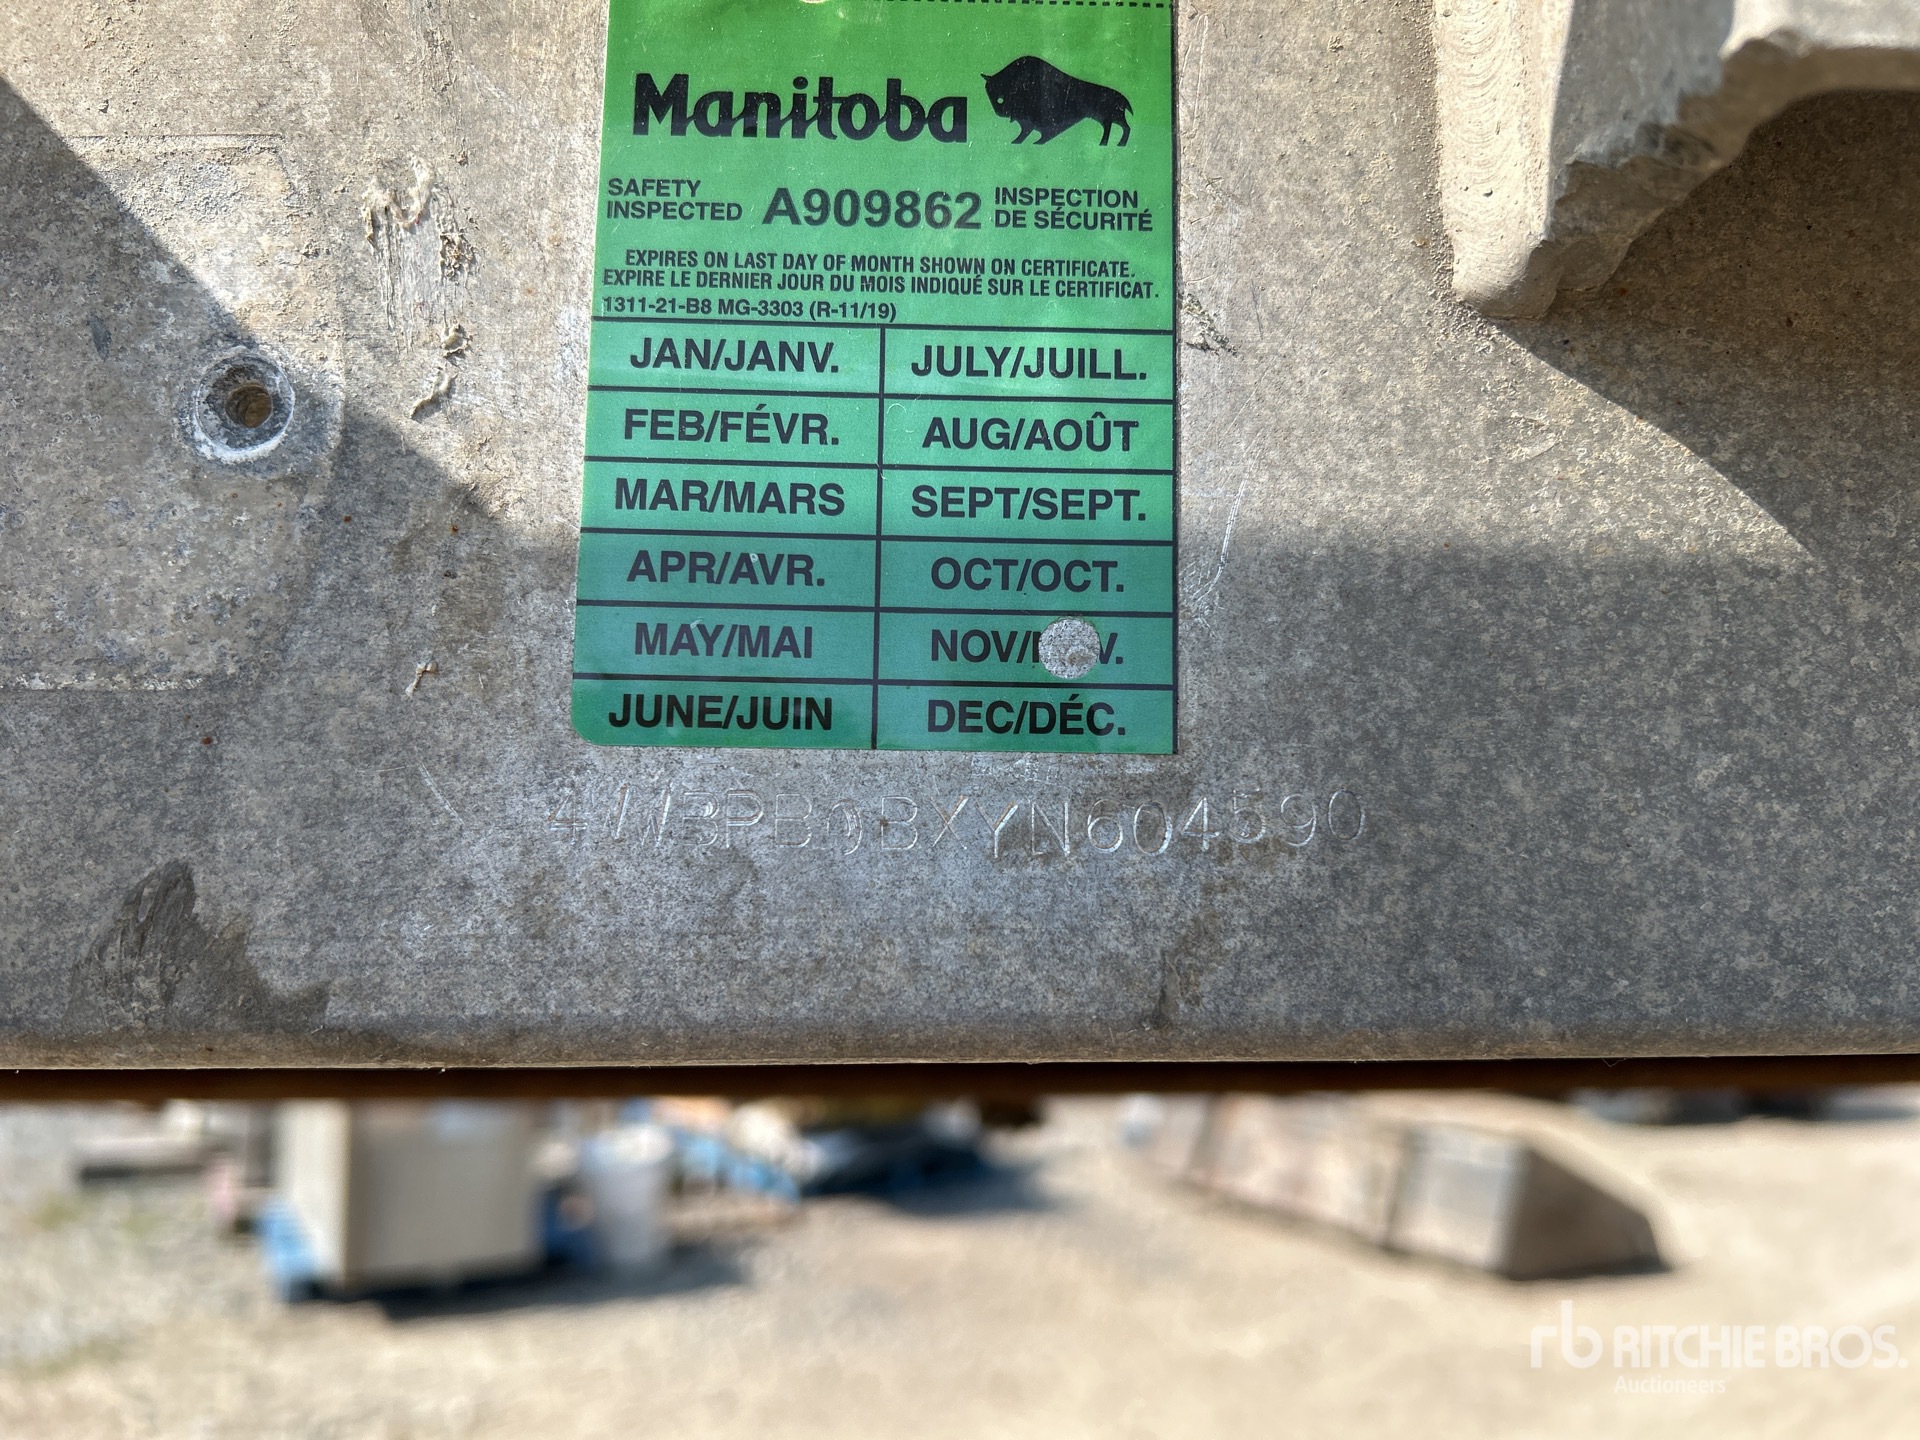 Manitoba
SAFETY INSPECTED A909862 INSPECTION DE SÉCURITÉ
EXPIRES ON LAST DAY OF MONTH SHOWN ON CERTIFICATE.
EXPIRE LE DERNIER JOUR DU MOIS INDIQUÉ SUR LE CERTIFICAT.
1311-21-B8 MG-3303 (R-11/19)
JAN/JANV. JULY/JUILL.
FEB/FÉVR. AUG/AOÛT
MAR/MARS SEPT/SEPT.
APR/AVR. OCT/OCT.
MAY/MAI NOV/
JUNE/JUIN DEC/DÉC.
4WBPB0BXYN604590
rb RITCHIE BROS.
Auctioneers